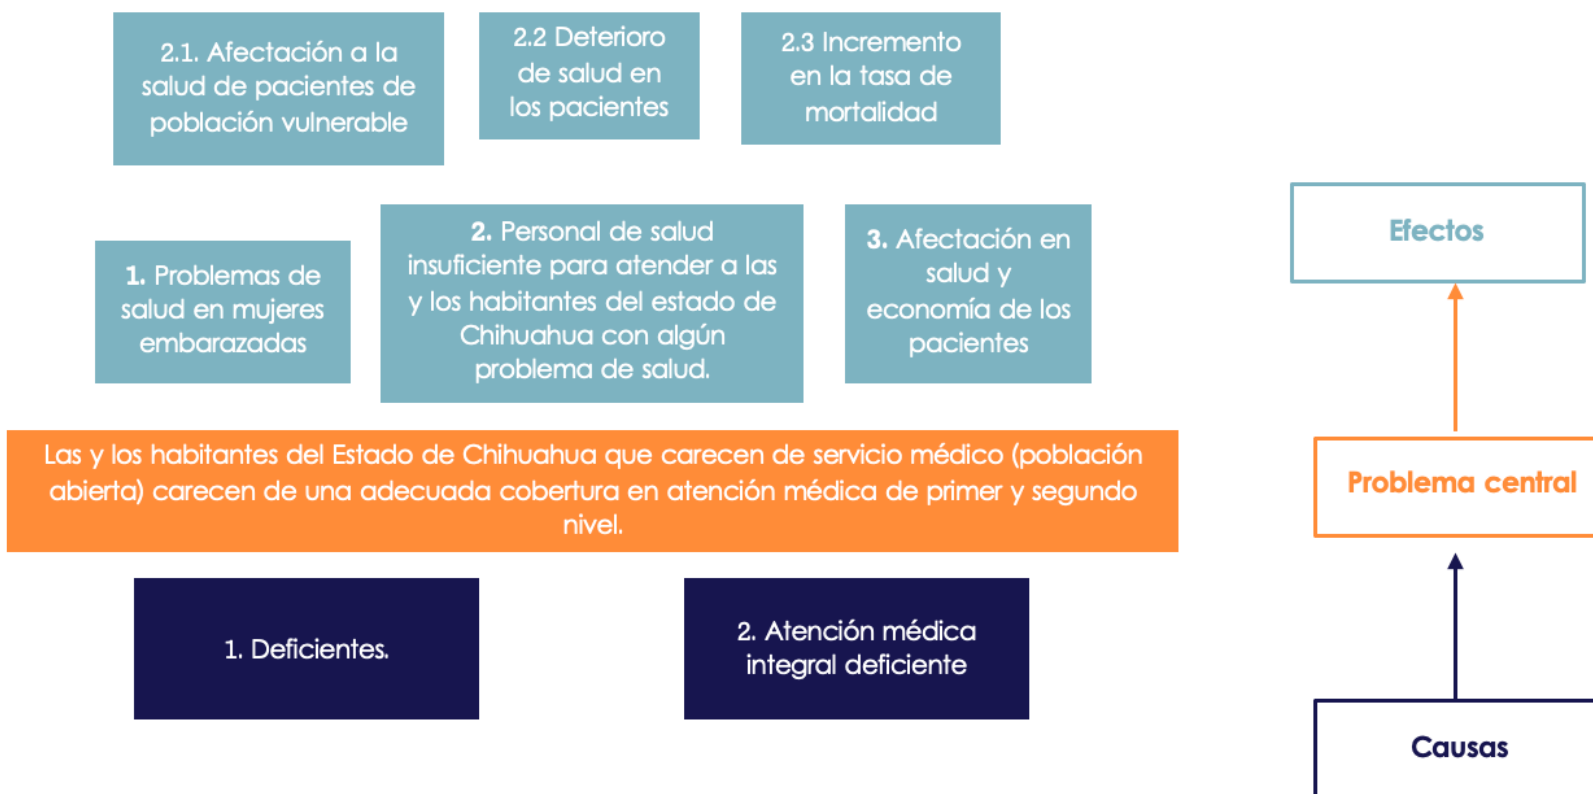 2.1. Afectación a la
salud de pacientes de
población vulnerable
2.2 Deterioro
de salud en
los pacientes
2.3 Incremento
en la tasa de
mortalidad
1. Problemas de
salud en mujeres
embarazadas
2. Personal de salud
insuficiente para atender a las
y los habitantes del estado de
Chihuahua con algún
problema de salud.
3. Afectación en
salud y
economía de los
pacientes
Efectos
Las y los habitantes del Estado de Chihuahua que carecen de servicio médico (población
abierta) carecen de una adecuada cobertura en atención médica de primer y segundo
nivel.
Problema central
1. Deficientes.
2. Atención médica
integral deficiente
Causas